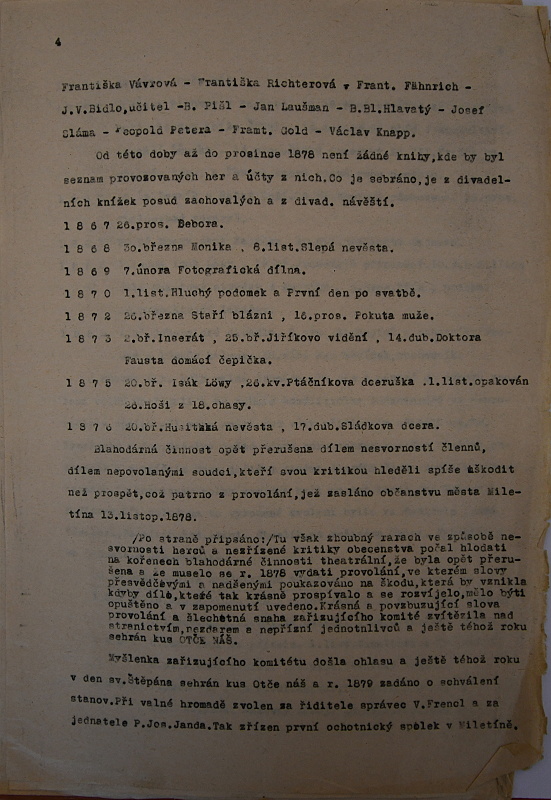 4
Františka Vávrová - Františka Richterová - Frant. Fähnrich -
J.V.Bidlo,učitel -B. Pišl - Jan Laušman - B.Bl.Hlavatý - Josef
Sláma - Leopold Petera - Framt. Gold - Václav Knapp.
Od této doby až do prosince 1878 není žádné knihy,kde by byl
seznam provozovaných her a účty z nich.Co je sebráno,je z divadel-
ních knížek posud zachovalých a z divad. návěští.
1 8 6 7 26.pros. Debora.
1 8 6 8 3o.března Monika , 8.list.Slepá nevěsta.
1 8 6 9 7.února Fotografická dílna.
1 8 7 0 1.list.Hluchý podomek a První den po svatbě.
1 8 7 2 26.března Staří blázni , 16.pros. Pokuta muže.
1 8 7 3 2.bř.Inserát , 25.bř.Jiříkovo vidění , 14.dub.Doktora
Fausta domácí čepička.
1 8 7 5 20.bř. Isák Löwy ,26.kv.Ptáčníkova dceruška .1.list.opakován
28.Hoši z 18.chasy.
1 8 7 6 20.bř.Husitská nevěsta , 17.dub.Sládkova dcera.
Blahodárná činnost opět přerušena dílem nesvorností členů,
dílem nepovolanými soudci,kteří svou kritikou hleděli spíše uškodit
než prospět,což patrno z provolání,jež zasláno občanstvu města Mile-
tína 13.listop.1878.
/Po straně připsáno:/Tu však zhoubný rarach ve způsobě ne-
svornosti herců a nezřízené kritiky obecenstva počal hlodati
na kořenech blahodárné činnosti theatrální,že byla opět přeru-
šena a že muselo se r. 1878 vydati provolání,ve kterém slovy
přesvědčévými a nadšenými poukazováno na škodu,která by vznikla
kdyby dílo,které tak krásně prospívalo a se rozvíjelo,mělo býti
opuštěno a v zapomenutí uvedeno.Krásná a povzbuzující slova
provolání a šlechetná snaha zařizujícího komité zvítězila nad
stranictvím,nezdarem a nepřízní jednotnlivců a ještě téhož roku
sehrán kus OTČE NÁŠ.
Myšlenka zařizujícího komitétu došla ohlasu a ještě téhož roku
v den sv.Štěpána sehrán kus Otče náš a r. 1879 zadáno o schválení
stanov.Při valné hromadě zvolen za řiditele správec V.Frencl a za
jednatele P.Jos.Janda.Tak zřízen první ochotnický spolek v Miletíně.